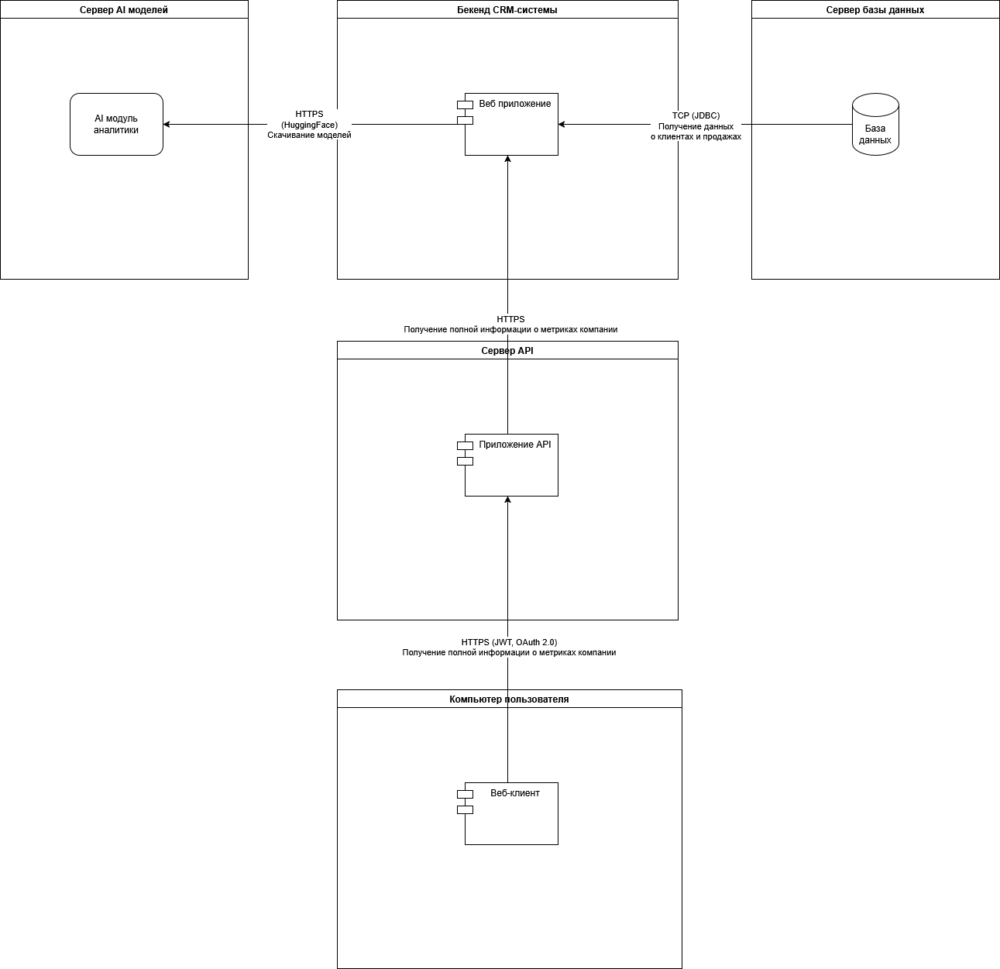 Сервер AI моделей
Бекенд CRM-системы
Сервер базы данных
AI модуль
аналитики
HTTPS
(HuggingFace)
Скачивание моделей
Веб приложение
TCP (JDBC)
Получение данных
о клиентах и продажах
База
данных
HTTPS
Получение полной информации о метриках компании
Сервер API
Приложение API
HTTPS (JWT, OAuth 2.0)
Получение полной информации о метриках компании
Компьютер пользователя
Веб-клиент